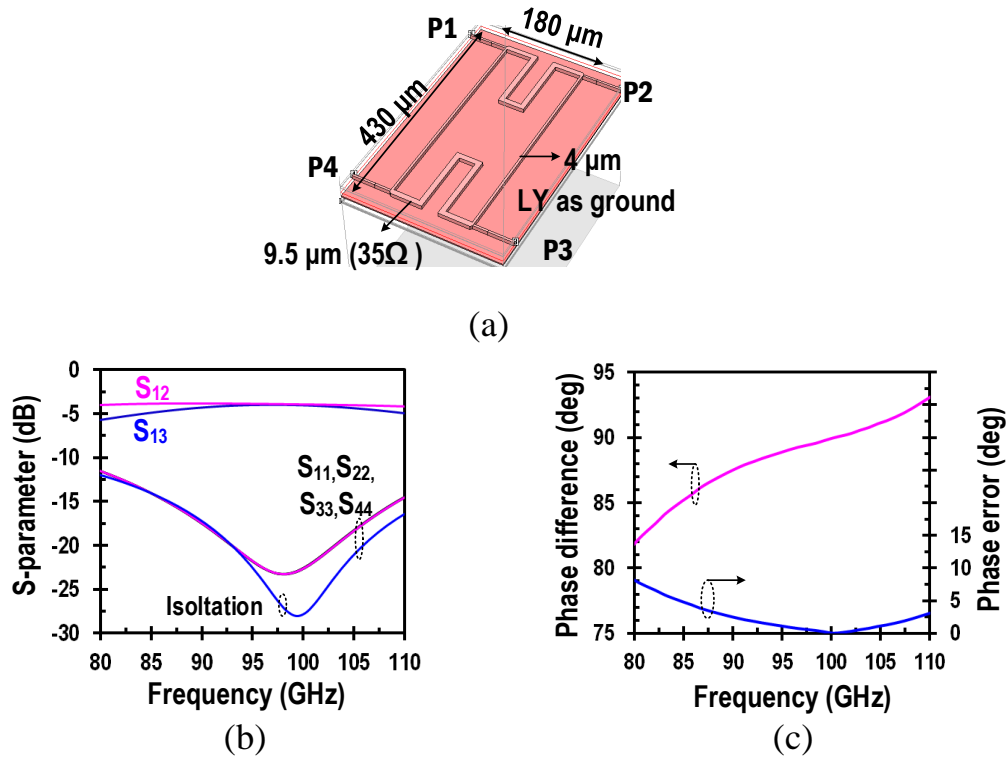 P1
180 µm
P2
430 µm
P4
4 µm
LY as ground
9.5 µm (35Ω )
P3
(a)
S-parameter (dB)
0
-5
-10
-15
-20
-25
-30
S12
S13
S11,S22,
S33,S44
Isoltation
80 85 90 95 100 105 110
Frequency (GHz)
(b)
Phase difference (deg)
95
90
85
80
75
15
10
5
0
Phase error (deg)
80 85 90 95 100 105 110
Frequency (GHz)
(c)